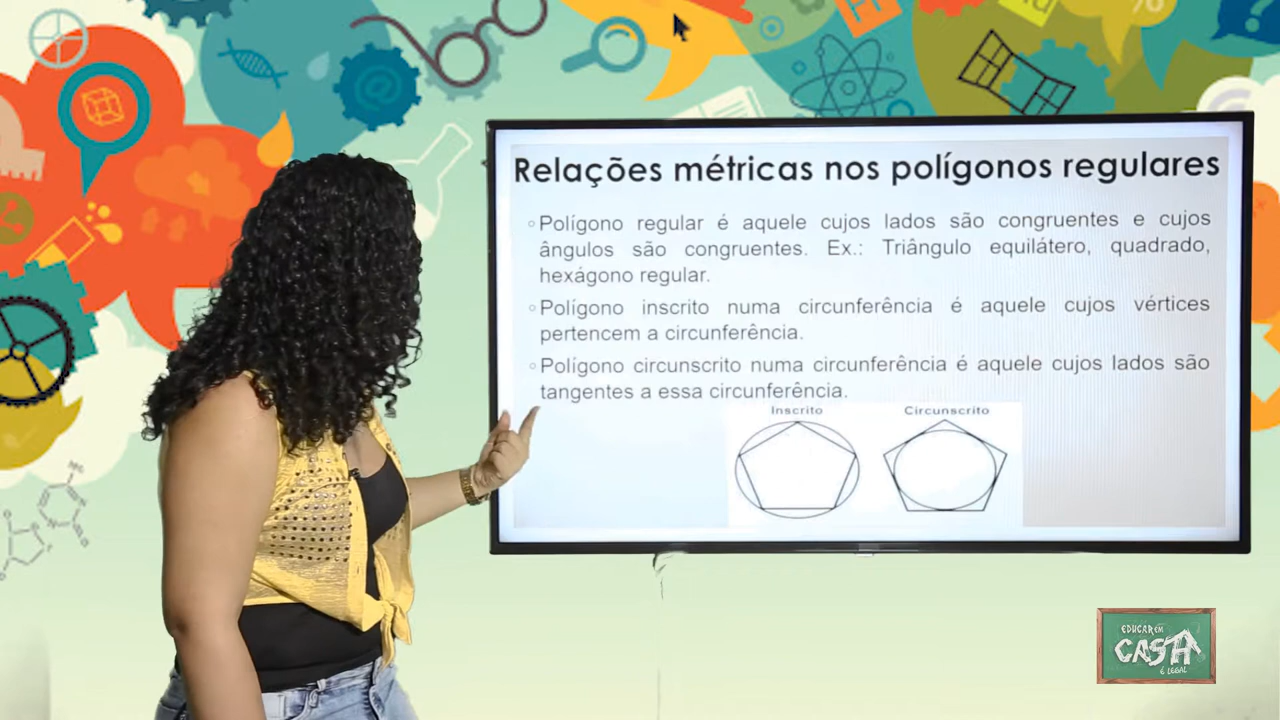 Relações métricas nos polígonos regulares
Polígono regular é aquele cujos lados são congruentes e cujos
ângulos são congruentes. Ex.: Triângulo equilátero, quadrado,
hexágono regular.
Polígono inscrito numa circunferência é aquele cujos vértices
pertencem a circunferência.
Polígono circunscrito numa circunferência é aquele cujos lados são
tangentes a essa circunferência.
Inscrito Circunscrito
EDUCAR EM
CASA
É LEGAL